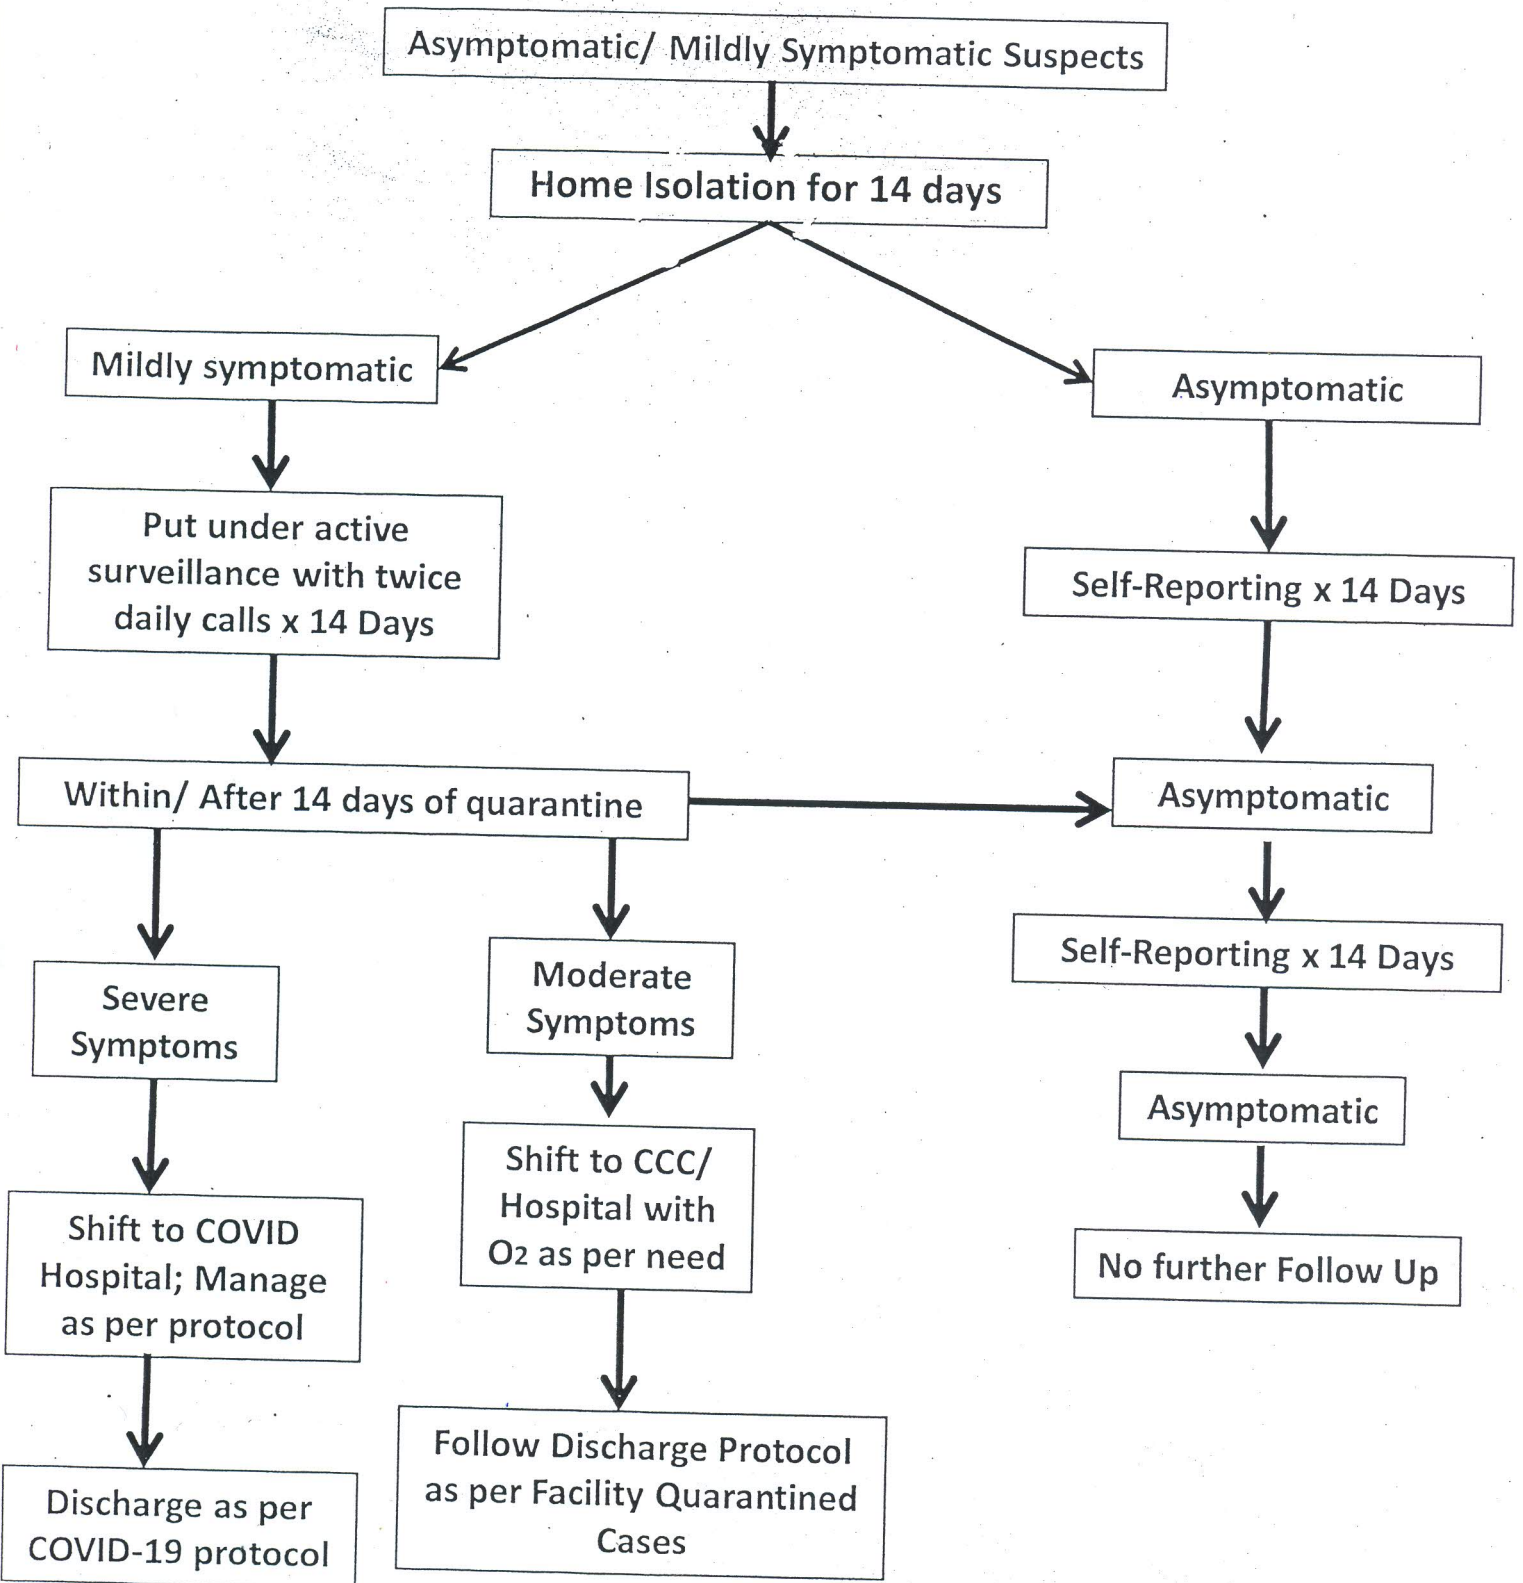 Asymptomatic/ Mildly Symptomatic Suspects
Home Isolation for 14 days
Mildly symptomatic
Asymptomatic
Put under active
surveillance with twice
daily calls x 14 Days
Self-Reporting x 14 Days
Within/ After 14 days of quarantine
Asymptomatic
Severe
Symptoms
Moderate
Symptoms
Self-Reporting x 14 Days
Asymptomatic
Shift to COVID
Hospital; Manage
as per protocol
Shift to CCC/
Hospital with
O2 as per need
No further Follow Up
Discharge as per
COVID-19 protocol
Follow Discharge Protocol
as per Facility Quarantined
Cases